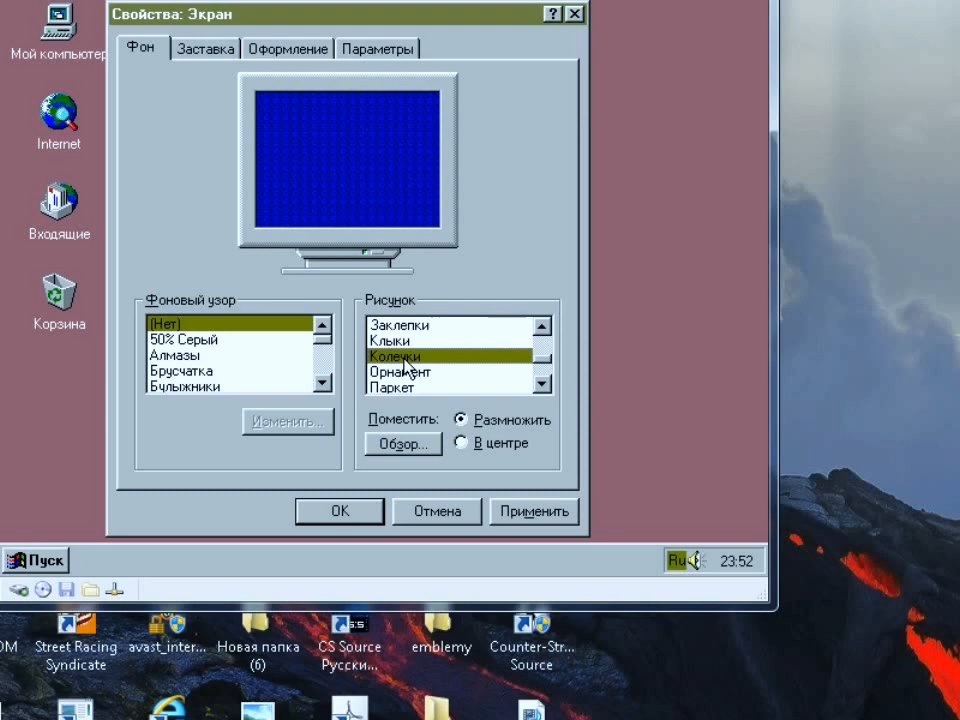 Свойства: Экран
Мой компьютер
Фон
Заставка
Оформление
Параметры
Internet
Входящие
Корзина
Фоновый узор
(Нет)
50% Серый
Алмазы
Брусчатка
Булыжники
Изменить...
Рисунок
Заклепки
Клыки
Колечки
Орнамент
Паркет
Поместить:
Размножить
Обзор...
В центре
OK
Отмена
Применить
Пуск
Ru
23:52
Street Racing
Syndicate
avast_inter...
Новая папка
(6)
CS Source
Русски...
emblemy
Counter-Str...
Source